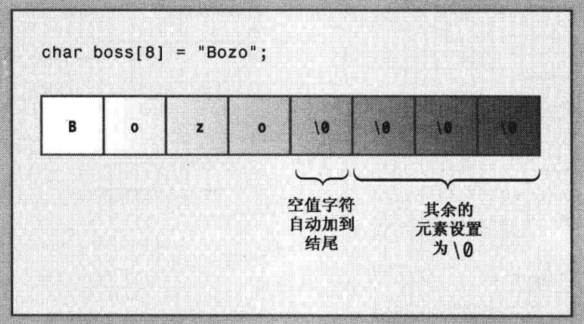 char boss[8] = "Bozo";
B o z o \0 \0 \0 \0
空值字符
自动加到
结尾
其余的
元素设置
为\0